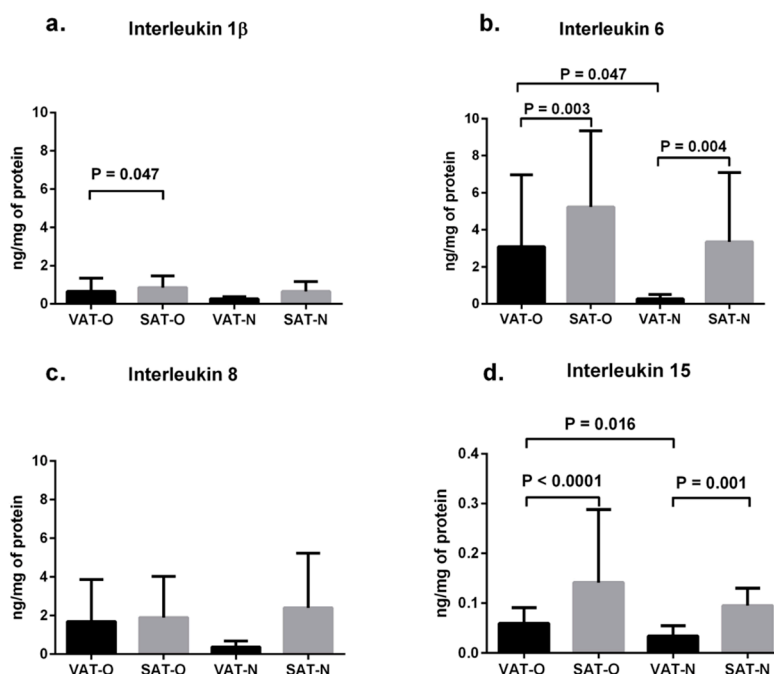 a. Interleukin 1β
P = 0.047
ng/mg of protein
10
8
6
4
2
0
VAT-O SAT-O VAT-N SAT-N
b. Interleukin 6
P = 0.047
P = 0.003
P = 0.004
ng/mg of protein
10
8
6
4
2
0
VAT-O SAT-O VAT-N SAT-N
c. Interleukin 8
ng/mg of protein
10
8
6
4
2
0
VAT-O SAT-O VAT-N SAT-N
d. Interleukin 15
P = 0.016
P < 0.0001
P = 0.001
ng/mg of protein
0.4
0.3
0.2
0.1
0.0
VAT-O SAT-O VAT-N SAT-N